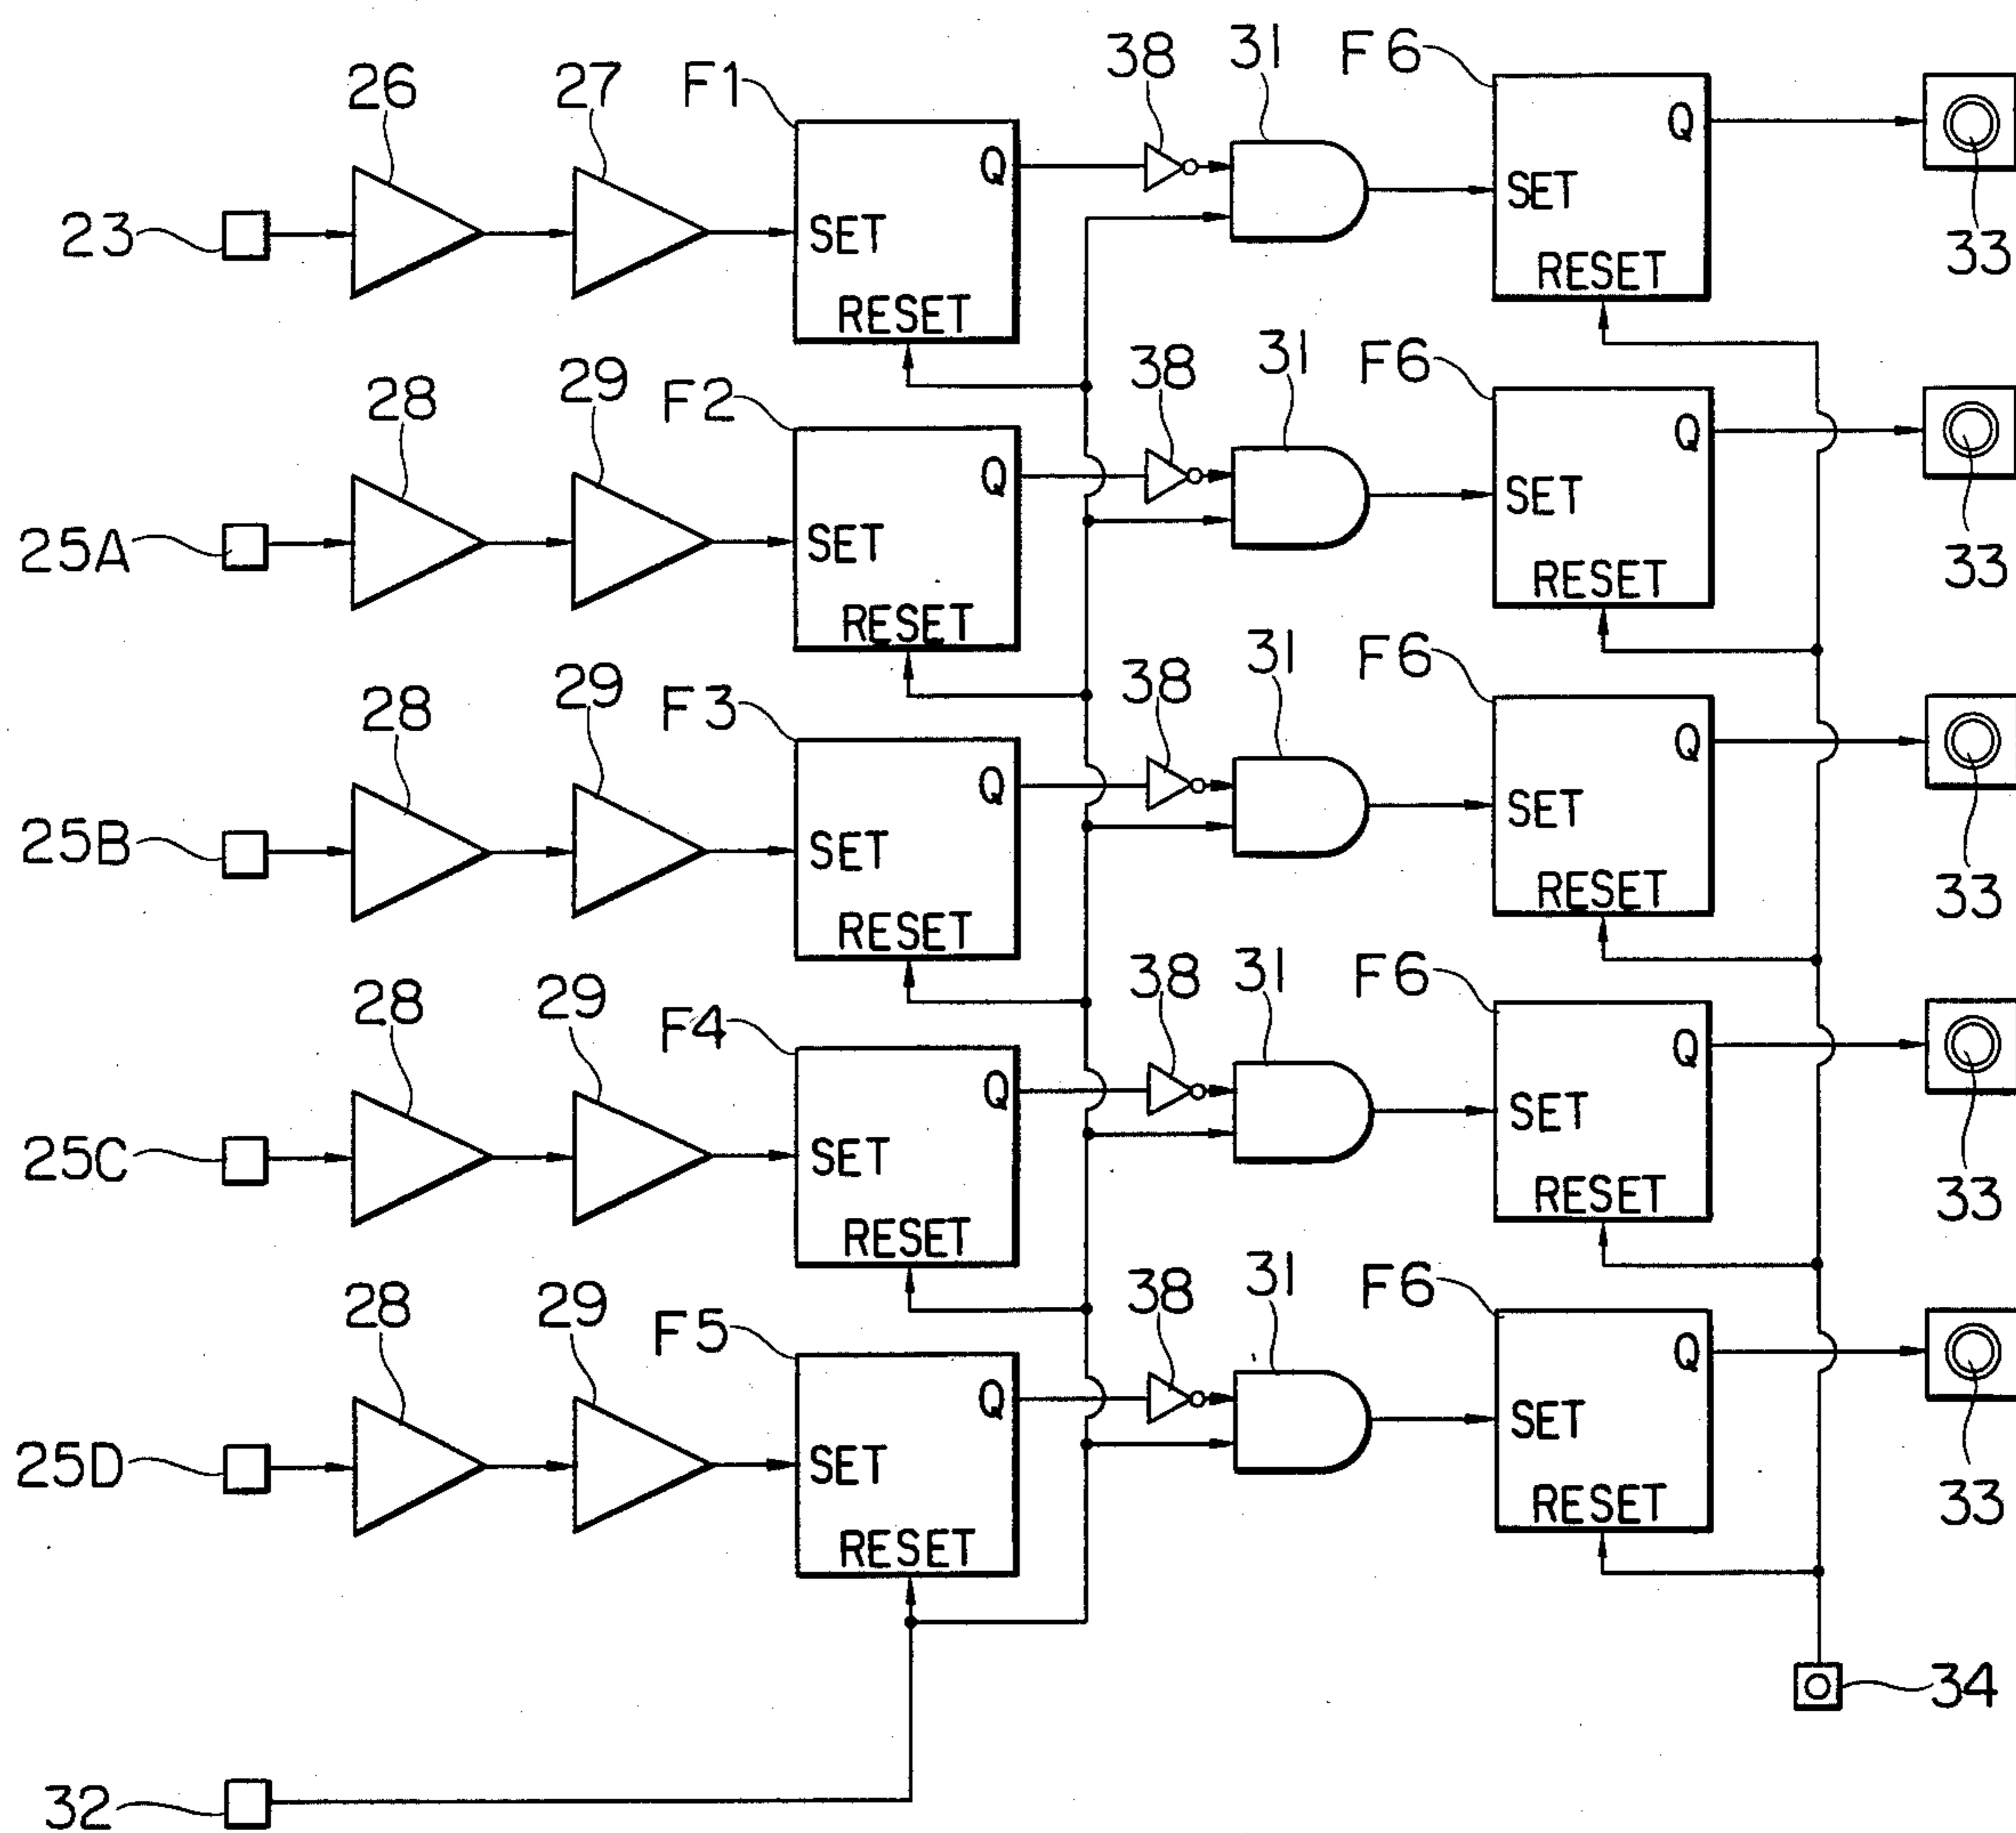 26 27 F1 38 31 F6
Q Q
23 SET SET
RESET RESET 33
28 29 F2 38 31 F6
Q Q
25A SET SET
RESET RESET 33
28 29 F3 38 31 F6
Q Q
25B SET SET
RESET RESET 33
28 29 F4 38 31 F6
Q Q
25C SET SET
RESET RESET 33
28 29 F5 38 31 F6
Q Q
25D SET SET
RESET RESET 33
34
32